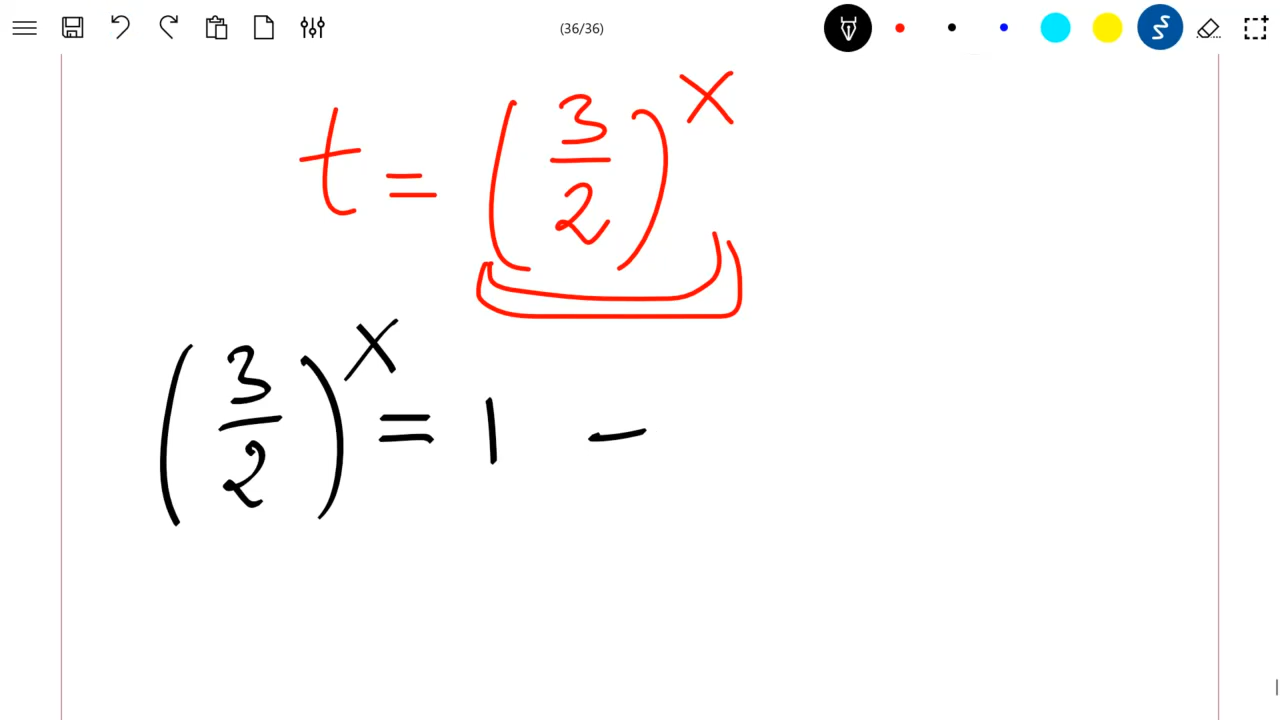 (36/36)
t = (3/2)^x
(3/2)^x = 1 -